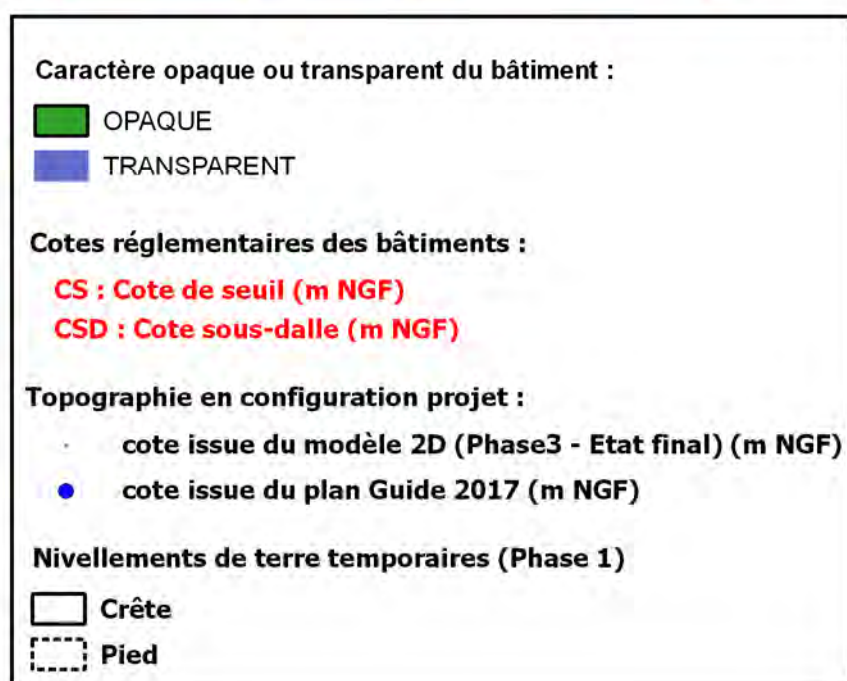 Caractère opaque ou transparent du bâtiment :
OPAQUE
TRANSPARENT
Cotes réglementaires des bâtiments :
CS : Cote de seuil (m NGF)
CSD : Cote sous-dalle (m NGF)
Topographie en configuration projet :
cote issue du modèle 2D (Phase3 - Etat final) (m NGF)
cote issue du plan Guide 2017 (m NGF)
Nivellements de terre temporaires (Phase 1)
Crête
Pied